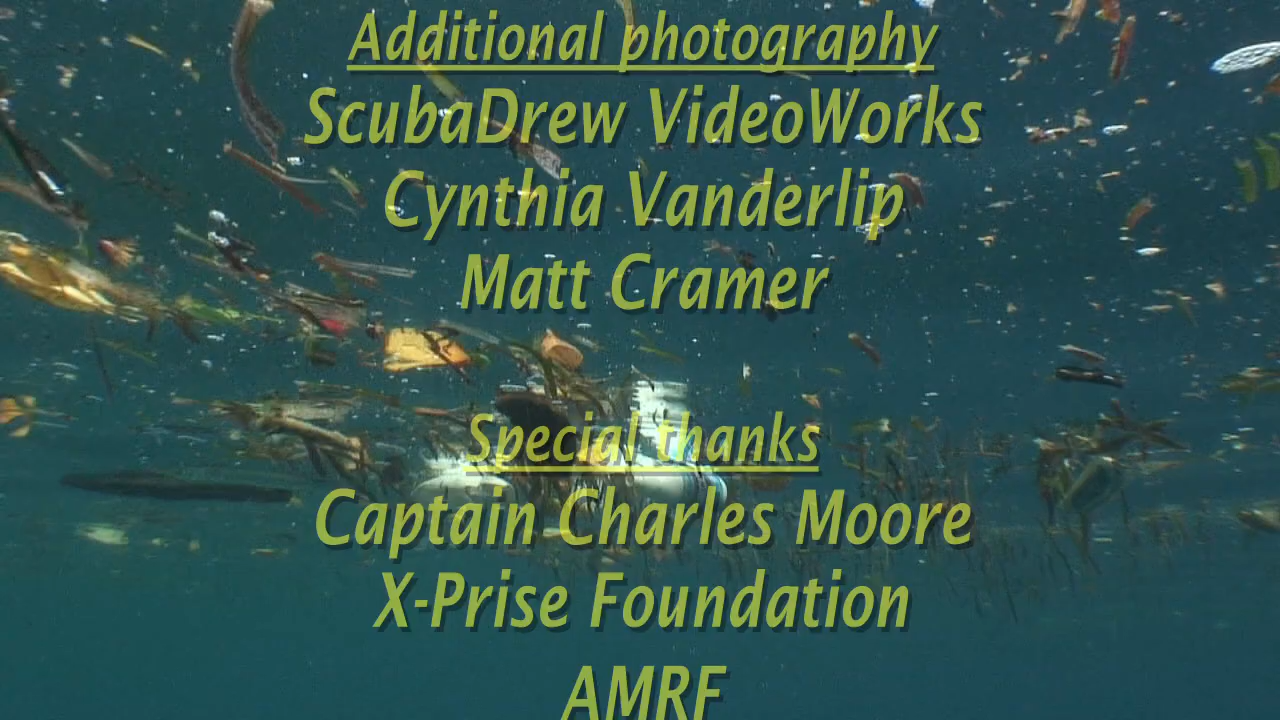 Additional photography
ScubaDrew VideoWorks
Cynthia Vanderlip
Matt Cramer
Special thanks
Captain Charles Moore
X-Prise Foundation
AMRF